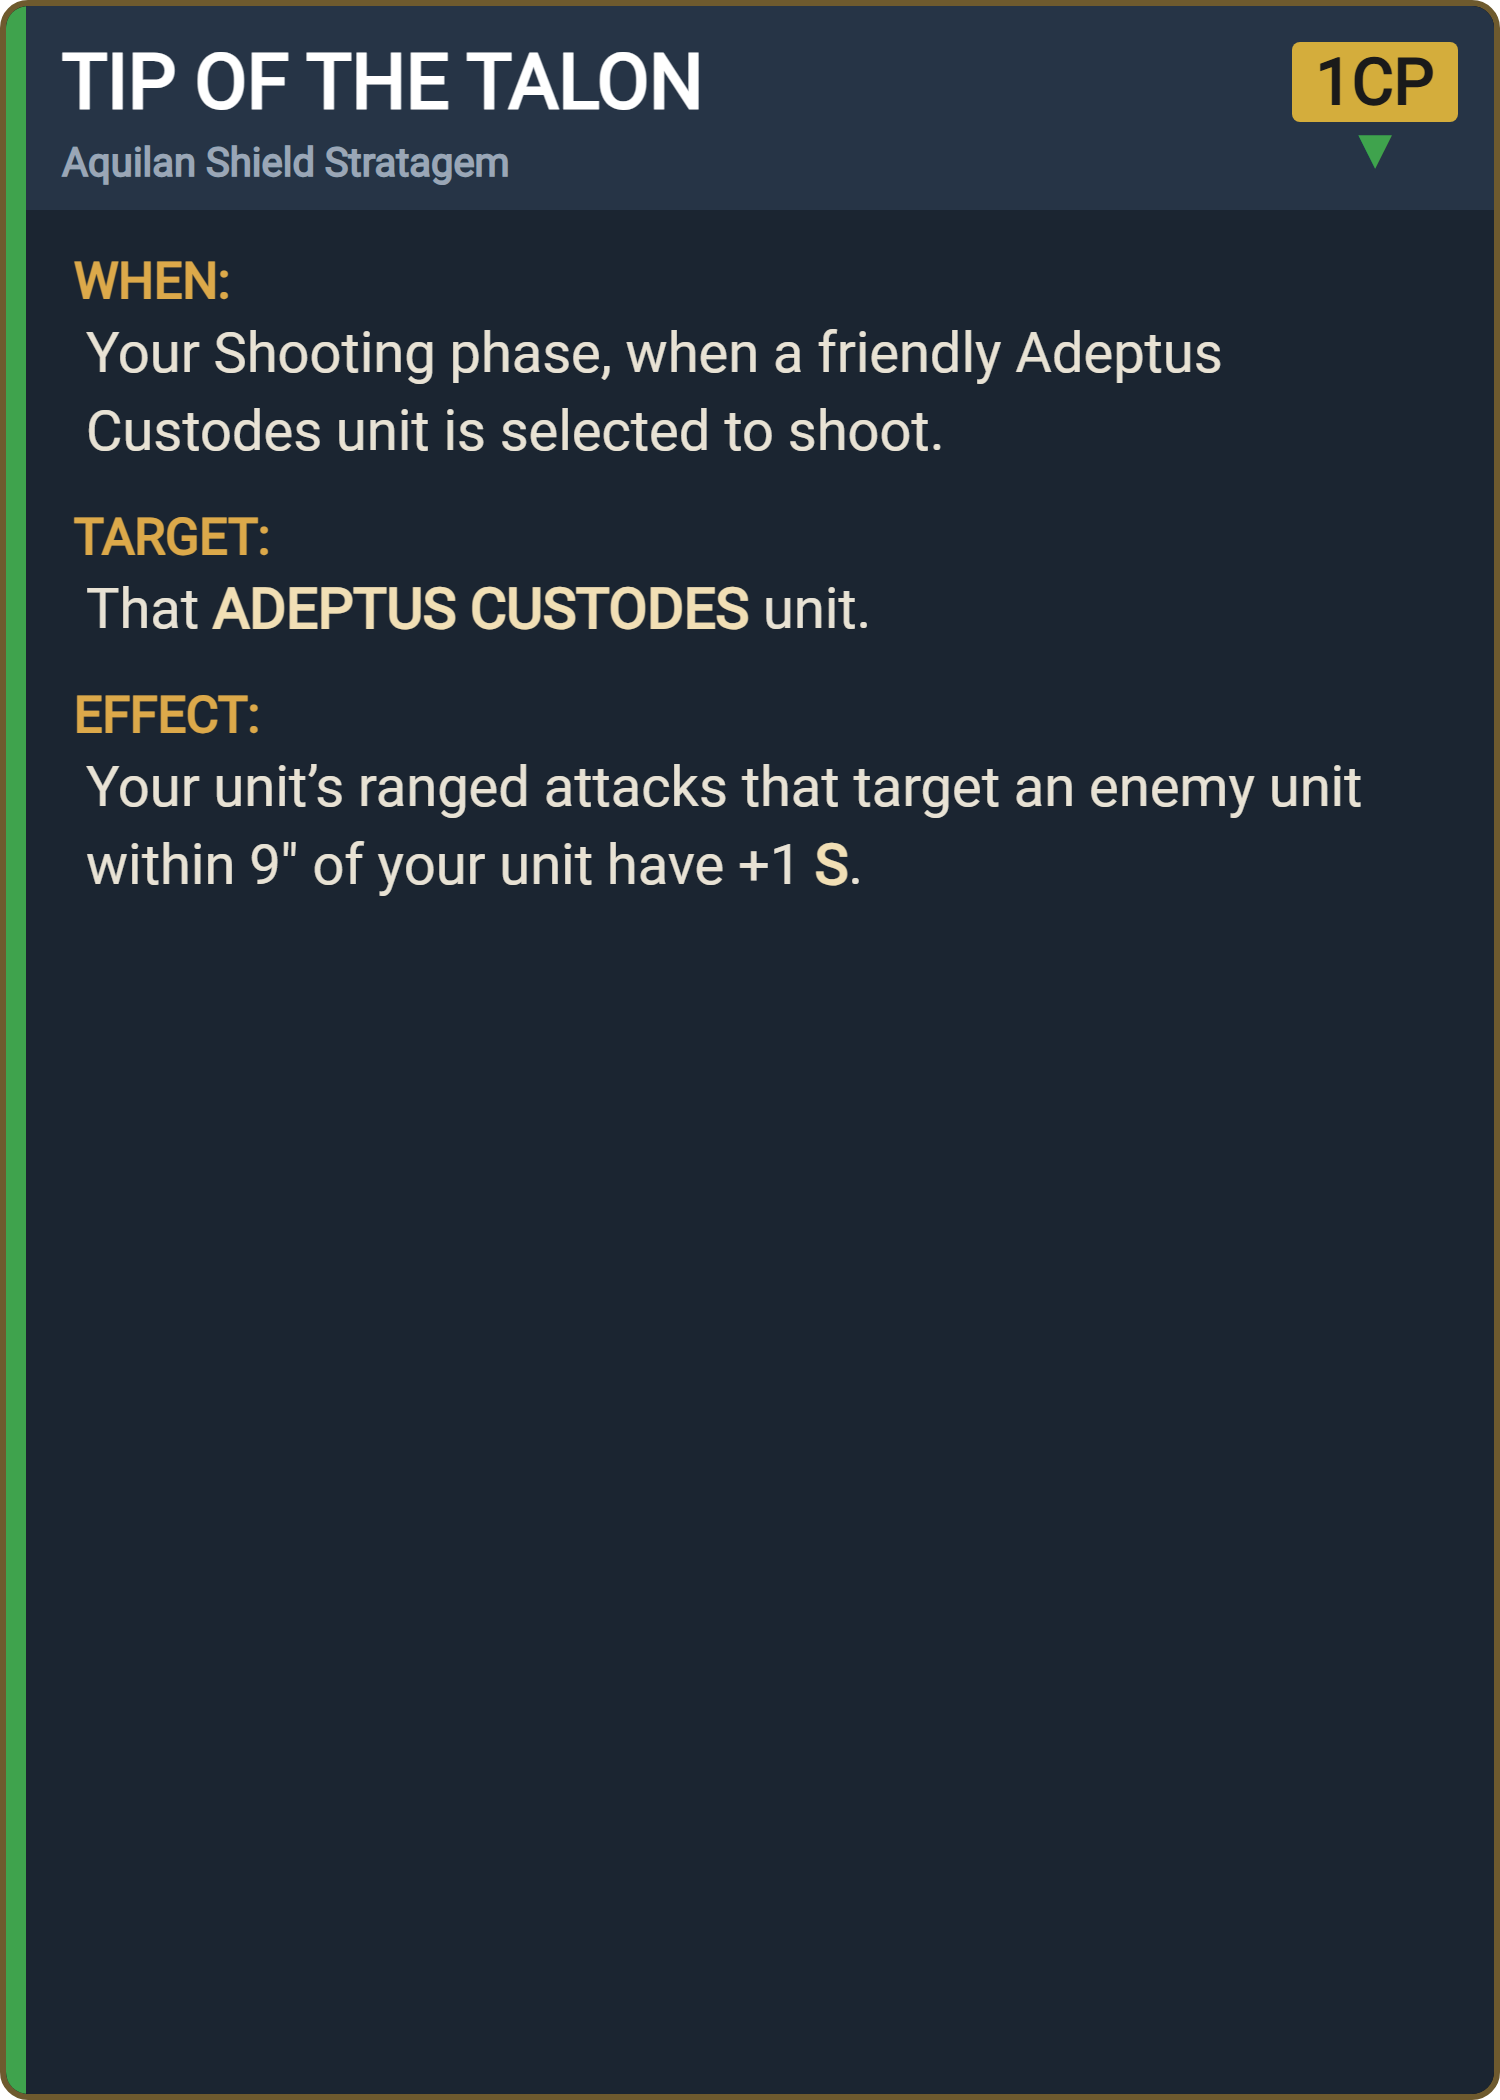 TIP OF THE TALON
1CP
Aquilan Shield Stratagem
WHEN:
Your Shooting phase, when a friendly Adeptus
Custodes unit is selected to shoot.
TARGET:
That ADEPTUS CUSTODES unit.
EFFECT:
Your unit’s ranged attacks that target an enemy unit
within 9" of your unit have +1 S.